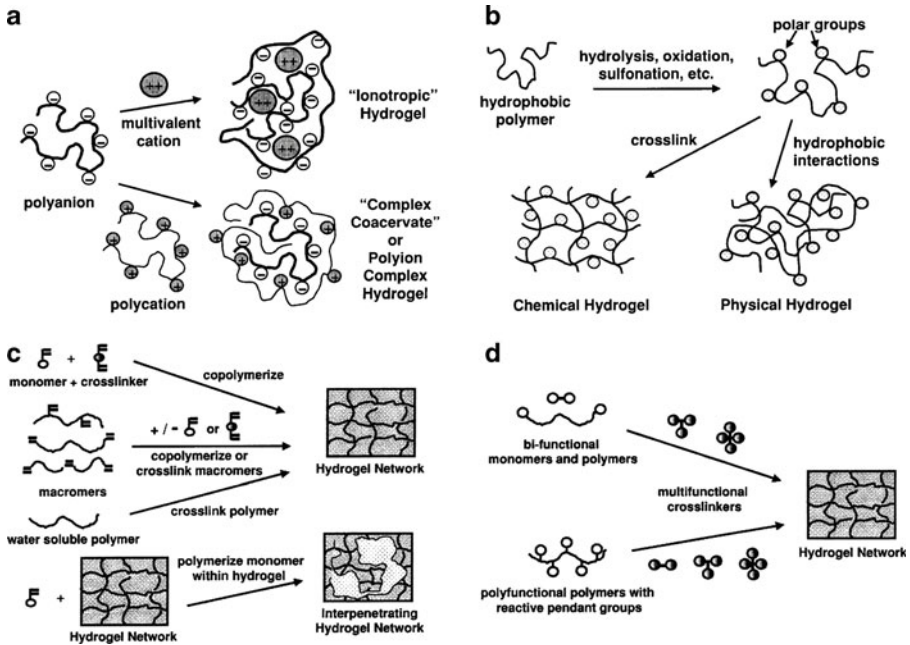 a
++
multivalent
cation
polyanion
polycation
"Ionotropic"
Hydrogel
"Complex
Coacervate"
or
Polyion
Complex
Hydrogel
b
polar groups
hydrolysis, oxidation,
sulfonation, etc.
hydrophobic
polymer
crosslink
hydrophobic
interactions
Chemical Hydrogel
Physical Hydrogel
c
+
monomer + crosslinker
copolymerize
+ / - or
copolymerize or
crosslink macromers
macromers
Hydrogel Network
crosslink polymer
water soluble polymer
polymerize monomer
within hydrogel
+
Hydrogel Network
Interpenetrating
Hydrogel Network
d
bi-functional
monomers and polymers
multifunctional
crosslinkers
Hydrogel Network
polyfunctional polymers with
reactive pendant groups